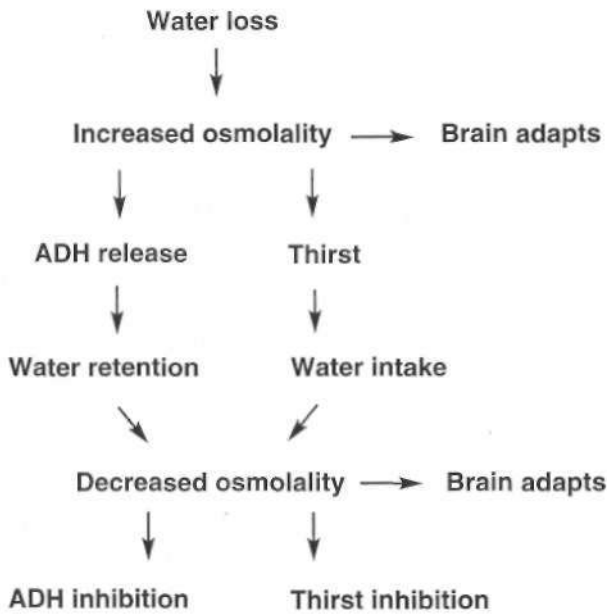 Water loss
Increased osmolality Brain adapts
ADH release Thirst
Water retention Water intake
Decreased osmolality Brain adapts
ADH inhibition Thirst inhibition